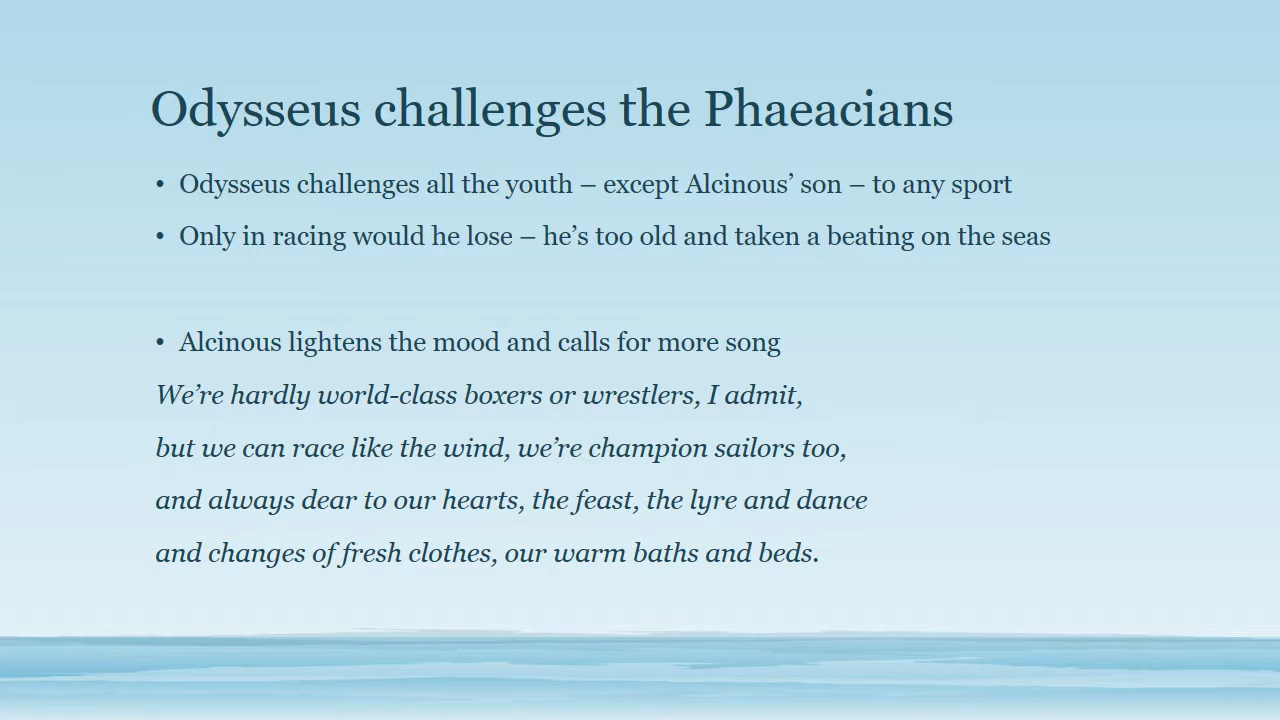 Odysseus challenges the Phaeacians
• Odysseus challenges all the youth – except Alcinous’ son – to any sport
• Only in racing would he lose – he’s too old and taken a beating on the seas
• Alcinous lightens the mood and calls for more song
We’re hardly world-class boxers or wrestlers, I admit,
but we can race like the wind, we’re champion sailors too,
and always dear to our hearts, the feast, the lyre and dance
and changes of fresh clothes, our warm baths and beds.